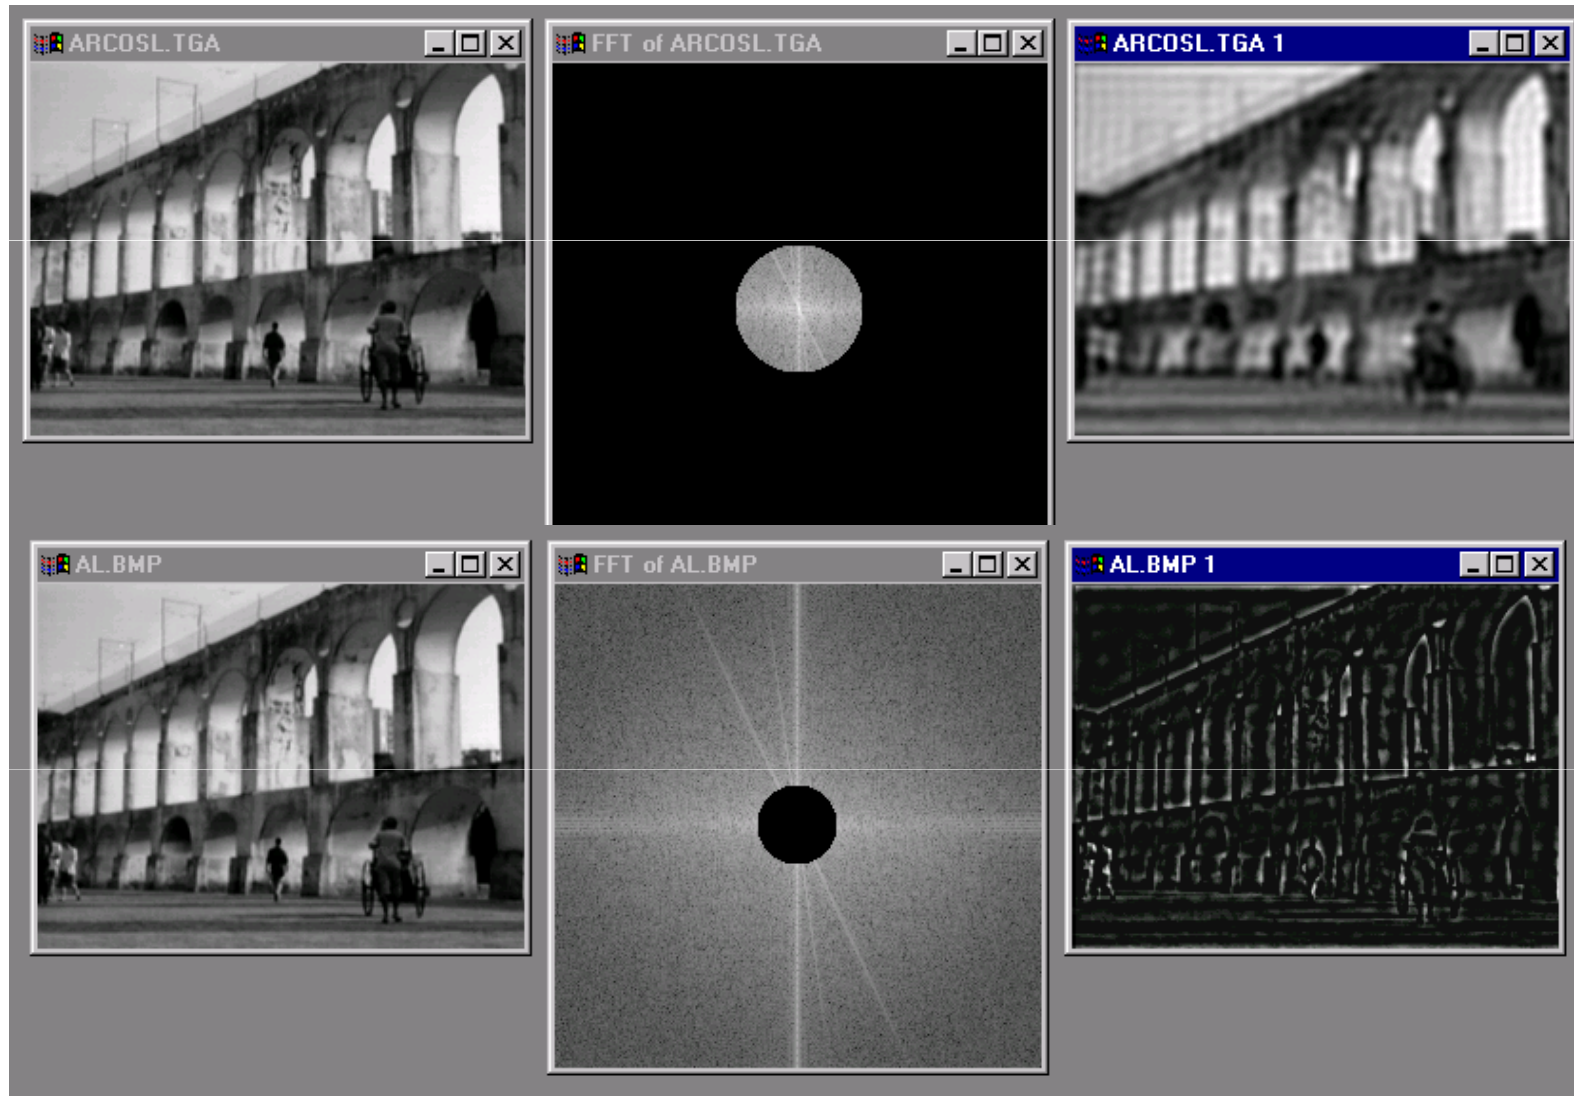 ARCOSL.TGA
FFT of ARCOSL.TGA
ARCOSL.TGA 1
AL.BMP
FFT of AL.BMP
AL.BMP 1